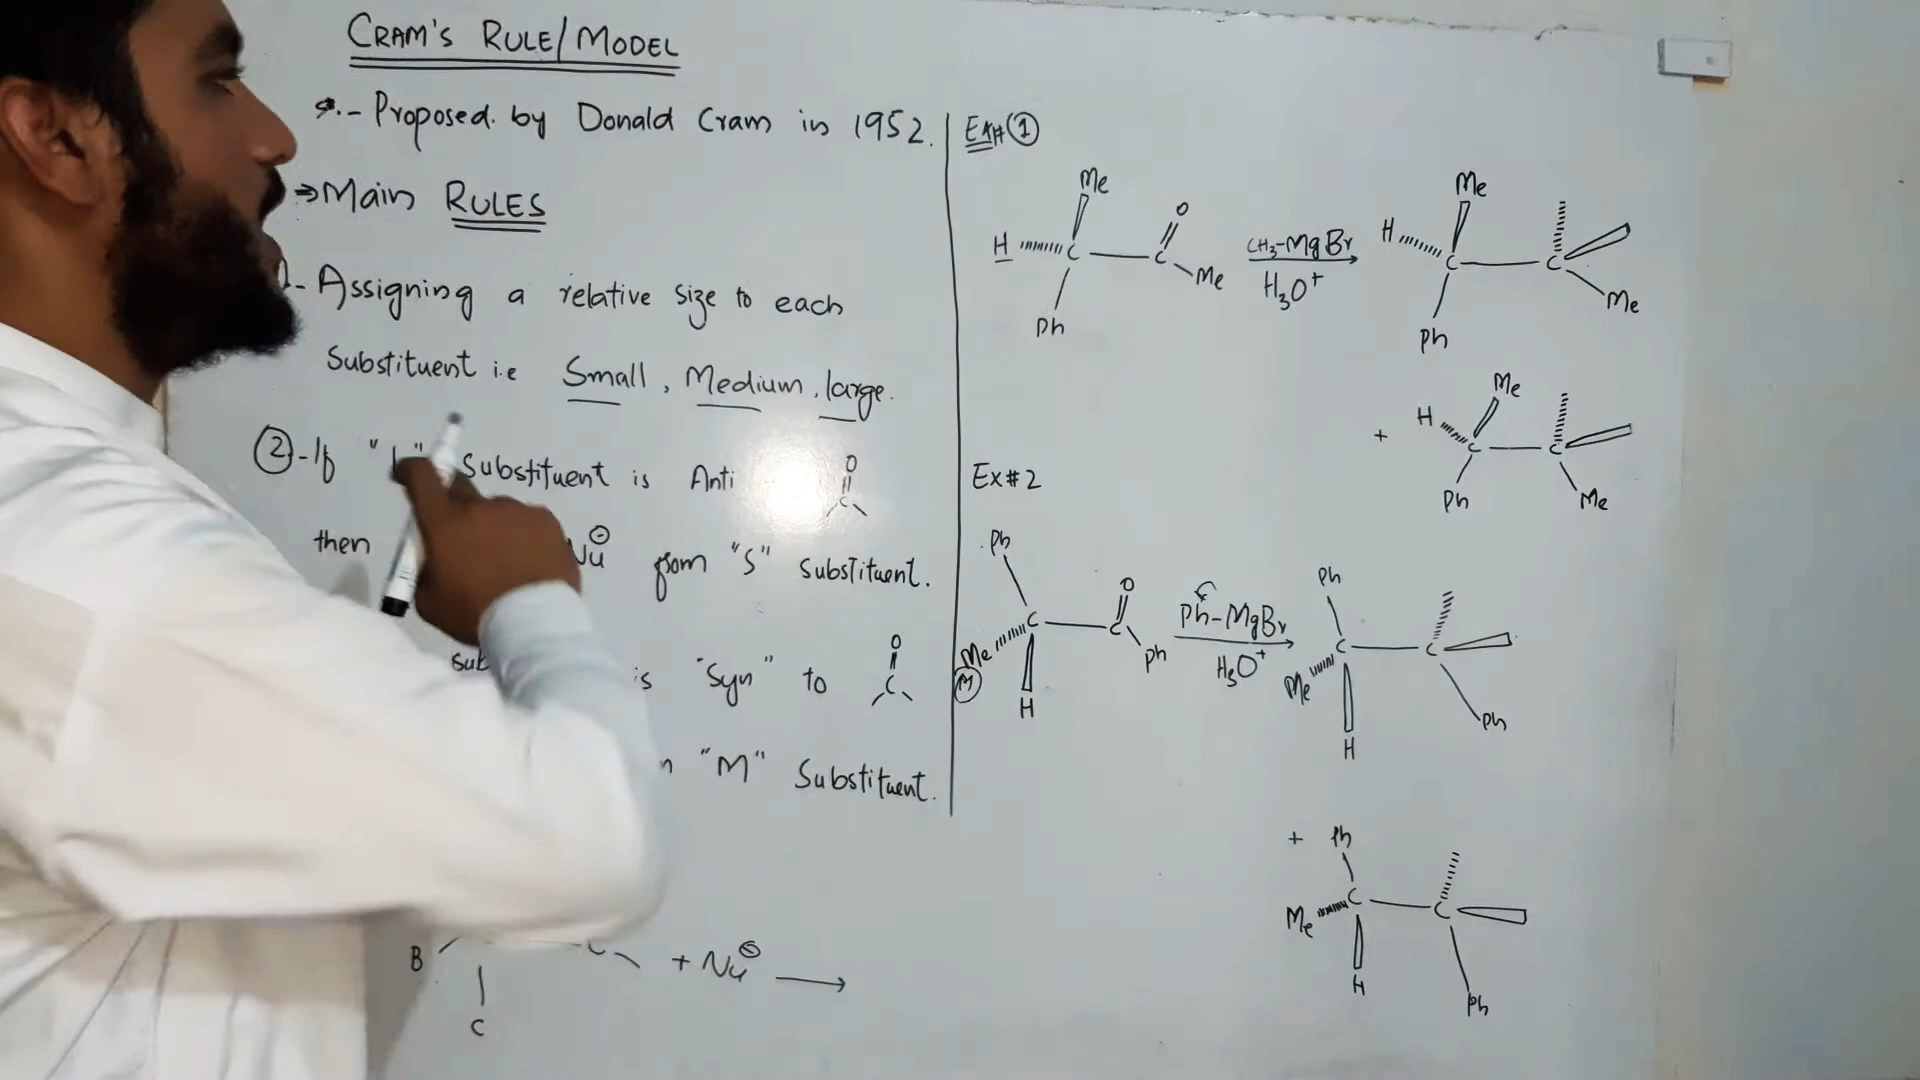 CRAM'S RULE/MODEL
Proposed. by Donald Cram in 1952.
⇒Main RULES
- Assigning a relative size to each
Substituent i.e Small, Medium, large.
②-If "L" substituent is Anti
O
C
then Nu⊖ from "S" substituent.
sub is "Syn" to
O
C
"M" Substituent.
B
C
C
+ Nu⊖ →
Ex#①
Me
H C C O
Me
Ph
CH3-MgBr
H3O+
Me
H C C
Me
Ph
+
Me
H C C
Ph Me
Ex#2
Ph
C C O
Me Ph
M
H
Ph-MgBr
H3O+
Ph
C C
Me Ph
H
+ Ph
C C
Me
H Ph